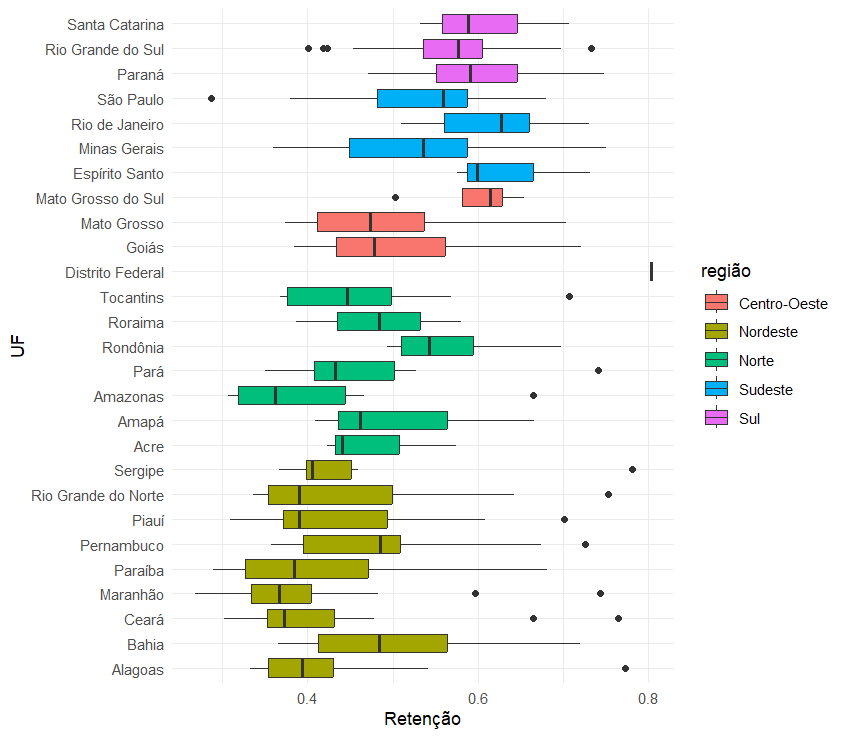 Santa Catarina
Rio Grande do Sul
Paraná
São Paulo
Rio de Janeiro
Minas Gerais
Espírito Santo
Mato Grosso do Sul
Mato Grosso
Goiás
Distrito Federal
Tocantins
Roraima
Rondônia
Pará
Amazonas
Amapá
Acre
Sergipe
Rio Grande do Norte
Piauí
Pernambuco
Paraíba
Maranhão
Ceará
Bahia
Alagoas
UF
0.4 0.6 0.8
Retenção
região
Centro-Oeste
Nordeste
Norte
Sudeste
Sul